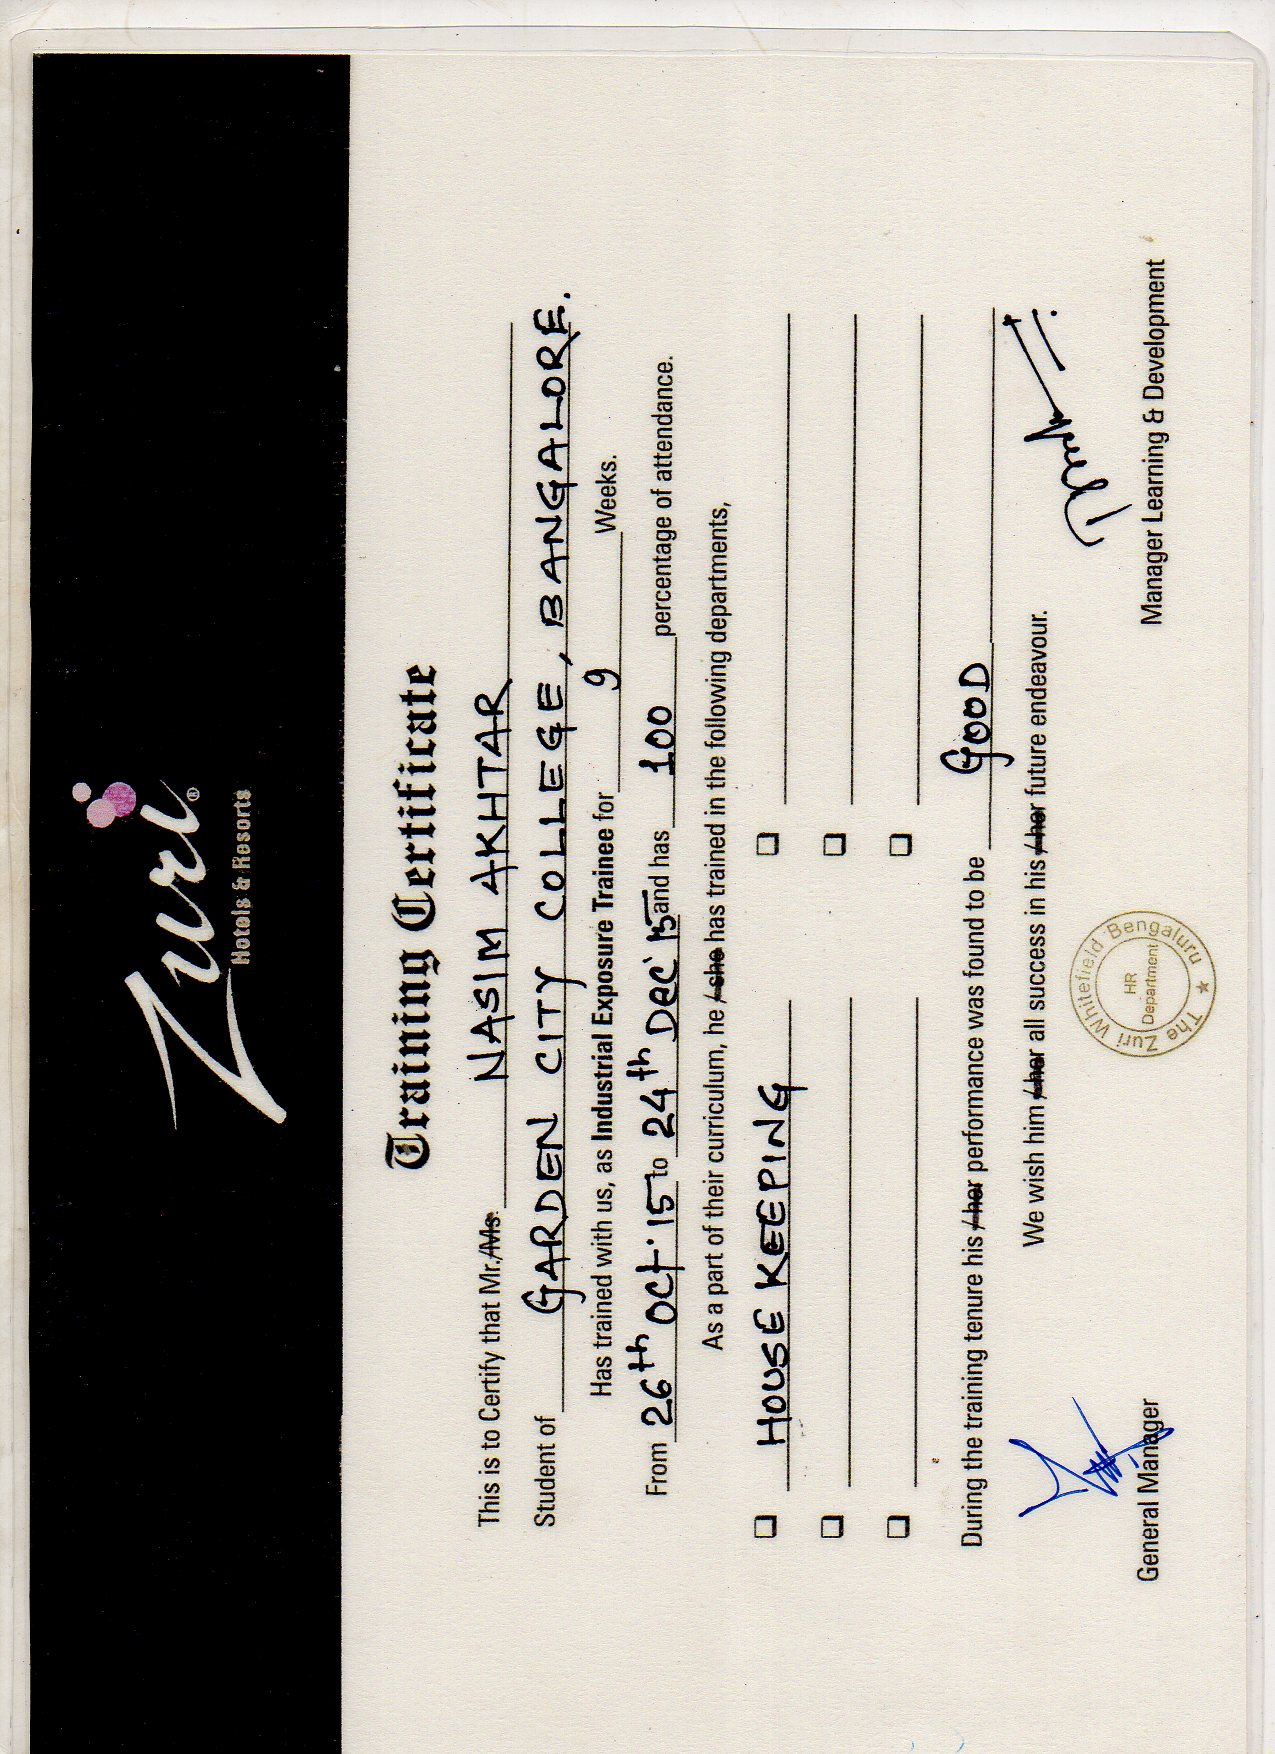 Zuri®
Hotels & Resorts
Training Certificate
This is to Certify that Mr./Ms. NASIM AKHTAR
Student of GARDEN CITY COLLEGE, BANGALORE.
Has trained with us, as Industrial Exposure Trainee for 9 Weeks.
From 26th Oct'15 to 24th Dec'15 and has 100 percentage of attendance.
As a part of their curriculum, he /she has trained in the following departments,
HOUSE KEEPING
During the training tenure his /her performance was found to be GOOD
We wish him /her all success in his /her future endeavour.
The Zuri Whitefield Bengaluru
HR
Department
General Manager
Manager Learning & Development